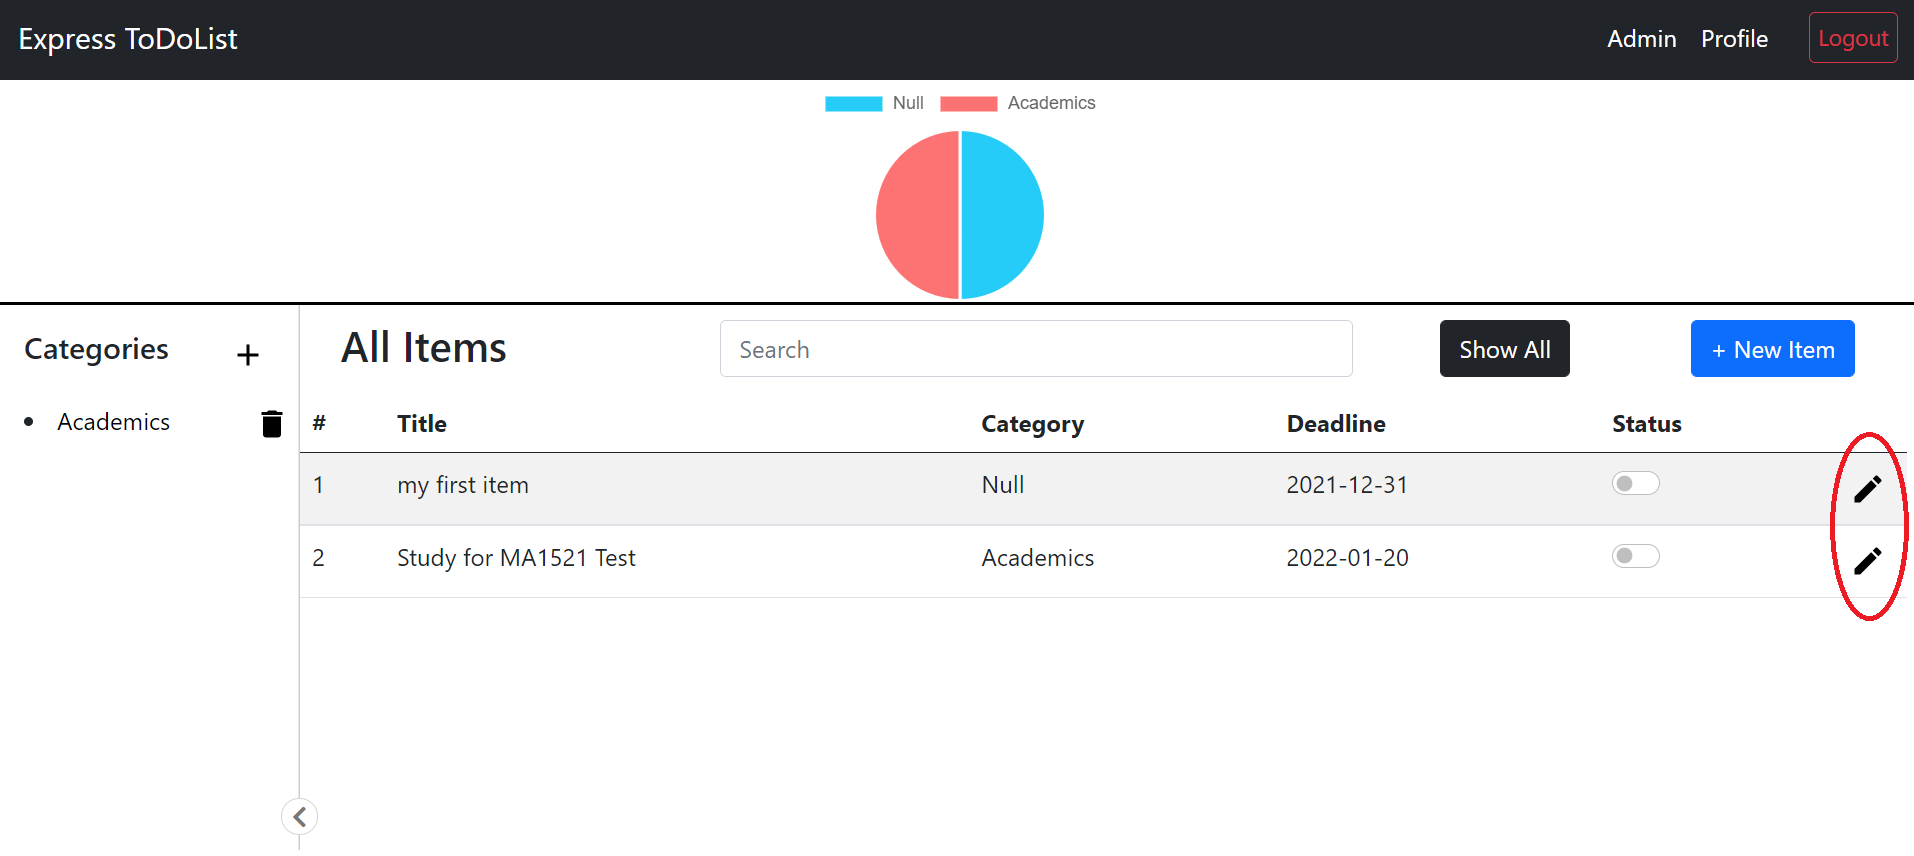 Express ToDoList Admin Profile Logout
Null Academics
Categories + All Items Search Show All + New Item
• Academics # Title Category Deadline Status
1 my first item Null 2021-12-31
2 Study for MA1521 Test Academics 2022-01-20